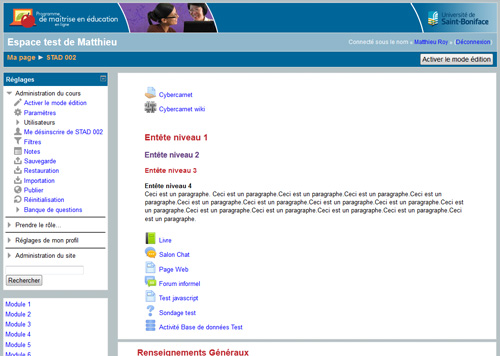 Programme
de maîtrise en éducation
en ligne
Université de
Saint-Boniface
Espace test de Matthieu
Connecté sous le nom « Matthieu Roy » (Déconnexion)
Ma page ► STAD 002
Activer le mode édition
Réglages
Administration du cours
Activer le mode édition
Paramètres
Utilisateurs
Me désinscrire de STAD 002
Filtres
Notes
Sauvegarde
Restauration
Importation
Publier
Réinitialisation
Banque de questions
Prendre le rôle...
Réglages de mon profil
Administration du site
Rechercher
Module 1
Module 2
Module 3
Module 4
Module 5
Module 6
Cybercarnet
Cybercarnet wiki
Entête niveau 1
Entête niveau 2
Entête niveau 3
Entête niveau 4
Ceci est un paragraphe. Ceci est un paragraphe.Ceci est un paragraphe.Ceci est un paragraphe.Ceci est un
paragraphe.Ceci est un paragraphe.Ceci est un paragraphe.Ceci est un paragraphe.Ceci est un paragraphe.Ceci est un
paragraphe.Ceci est un paragraphe.Ceci est un paragraphe.Ceci est un paragraphe.Ceci est un paragraphe.Ceci
est un paragraphe.
Livre
Salon Chat
Page Web
Forum informel
Test javascript
Sondage test
Activité Base de données Test
Renseignements Généraux